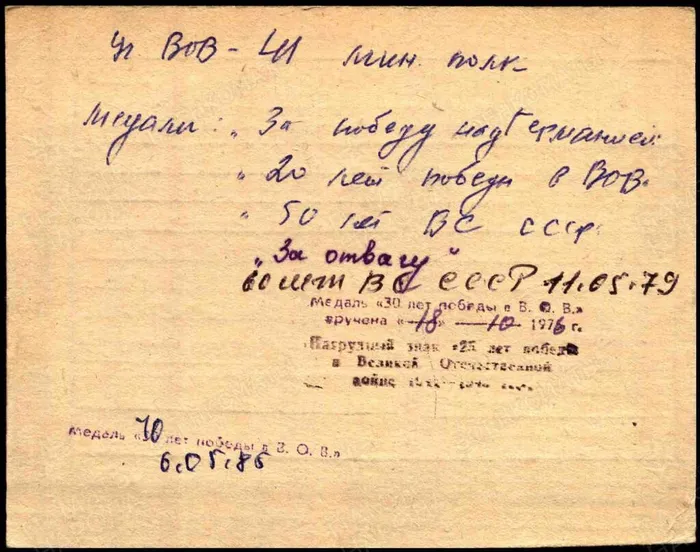 Уч ВОВ - 41 мин. полк
Медали: „За победу над Германией
„ 20 лет победы в ВОВ.
„ 50 лет ВС СССР
„За отвагу"
60 лет ВС СССР 11.05.79
Медаль «30 лет победы в В. О. В.»
вручена «18» 10 1976 г.
Нагрудный знак «25 лет победы
в Великой Отечественной
войне
Медаль «40 лет победы в В. О. В.»
6.05.86